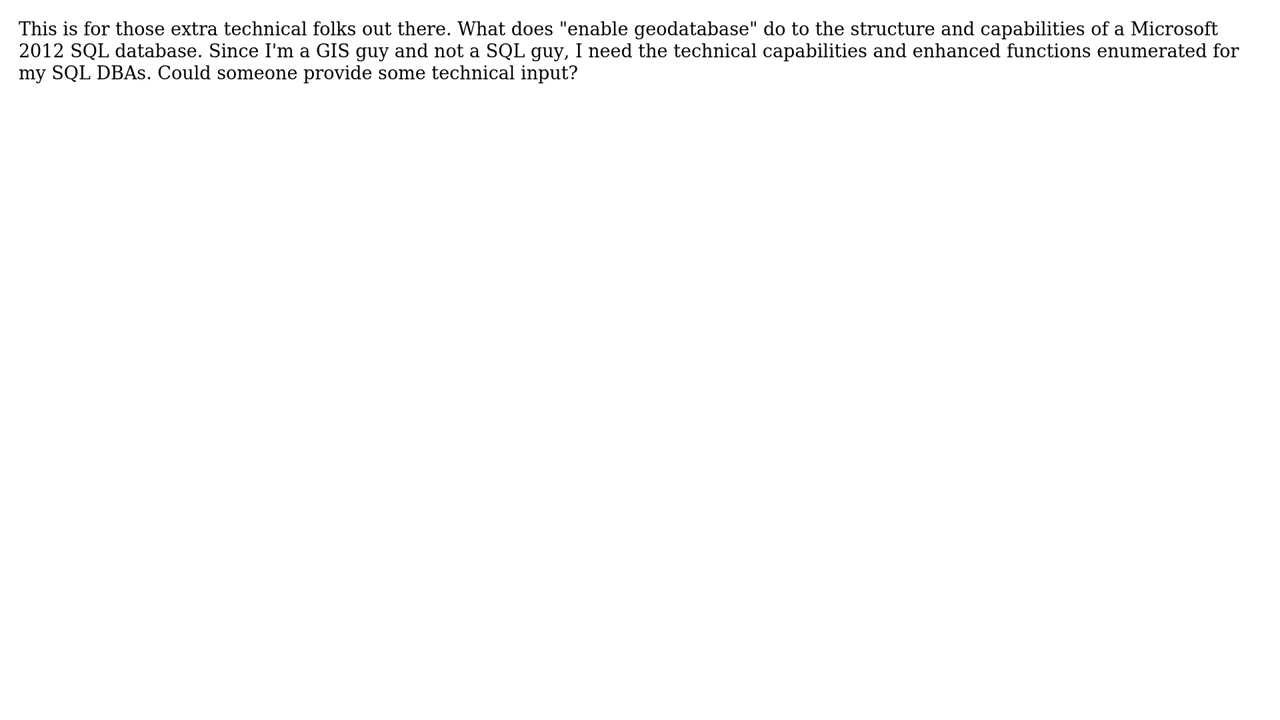 This is for those extra technical folks out there. What does "enable geodatabase" do to the structure and capabilities of a Microsoft
2012 SQL database. Since I'm a GIS guy and not a SQL guy, I need the technical capabilities and enhanced functions enumerated for
my SQL DBAs. Could someone provide some technical input?